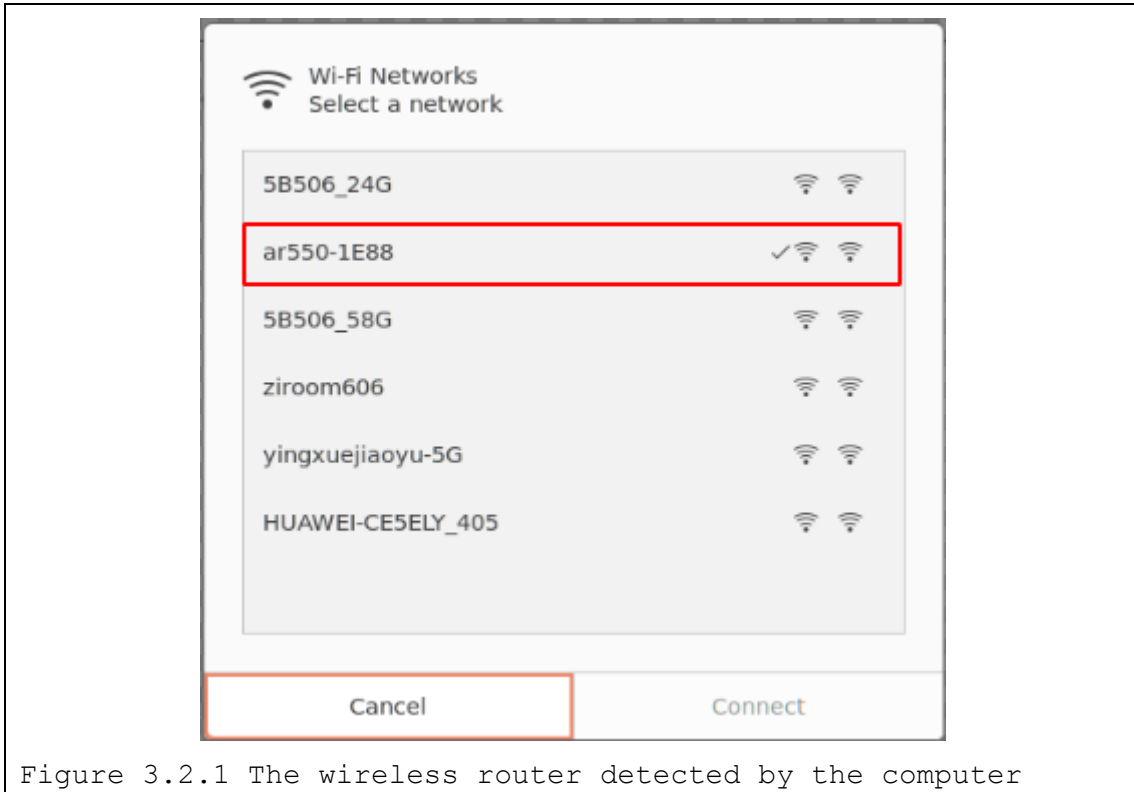 Wi-Fi Networks
Select a network
5B506_24G
ar550-1E88
5B506_58G
ziroom606
yingxuejiaoyu-5G
HUAWEI-CE5ELY_405
Cancel
Connect
Figure 3.2.1 The wireless router detected by the computer